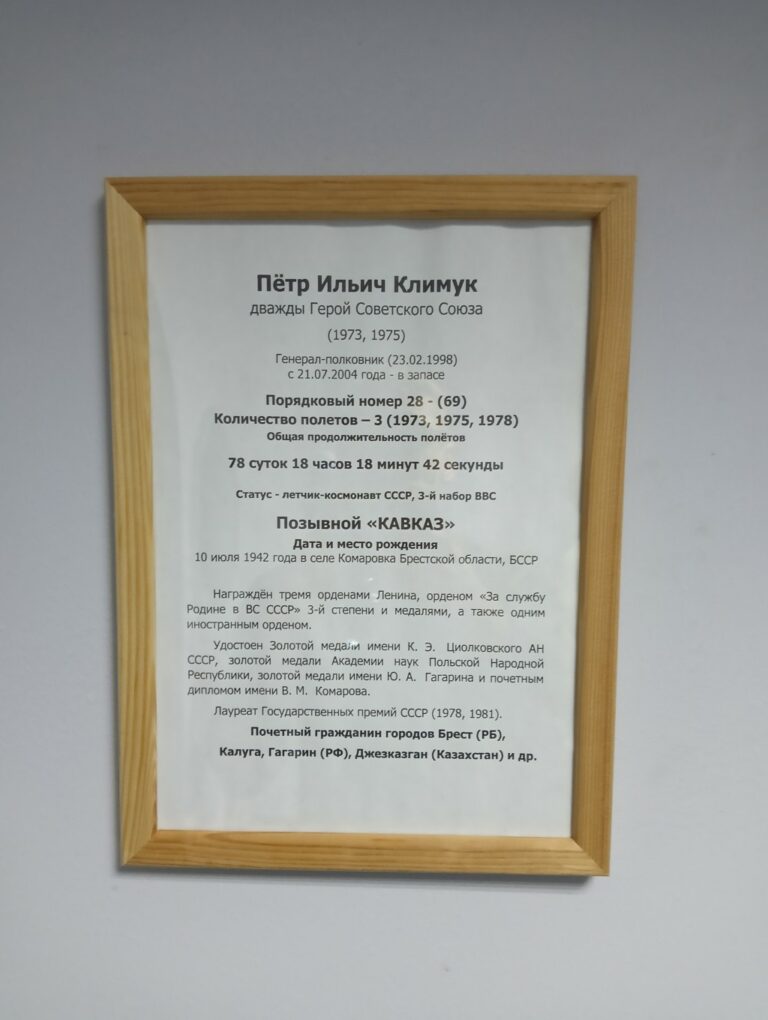 Пётр Ильич Климук
дважды Герой Советского Союза
(1973, 1975)
Генерал-полковник (23.02.1998)
с 21.07.2004 года - в запасе
Порядковый номер 28 - (69)
Количество полетов – 3 (1973, 1975, 1978)
Общая продолжительность полётов
78 суток 18 часов 18 минут 42 секунды
Статус - летчик-космонавт СССР, 3-й набор ВВС
Позывной «КАВКАЗ»
Дата и место рождения
10 июля 1942 года в селе Комаровка Брестской области, БССР
Награждён тремя орденами Ленина, орденом «За службу
Родине в ВС СССР» 3-й степени и медалями, а также одним
иностранным орденом.
Удостоен Золотой медали имени К. Э. Циолковского АН
СССР, золотой медали Академии наук Польской Народной
Республики, золотой медали имени Ю. А. Гагарина и почетным
дипломом имени В. М. Комарова.
Лауреат Государственных премий СССР (1978, 1981).
Почетный гражданин городов Брест (РБ),
Калуга, Гагарин (РФ), Джезказган (Казахстан) и др.